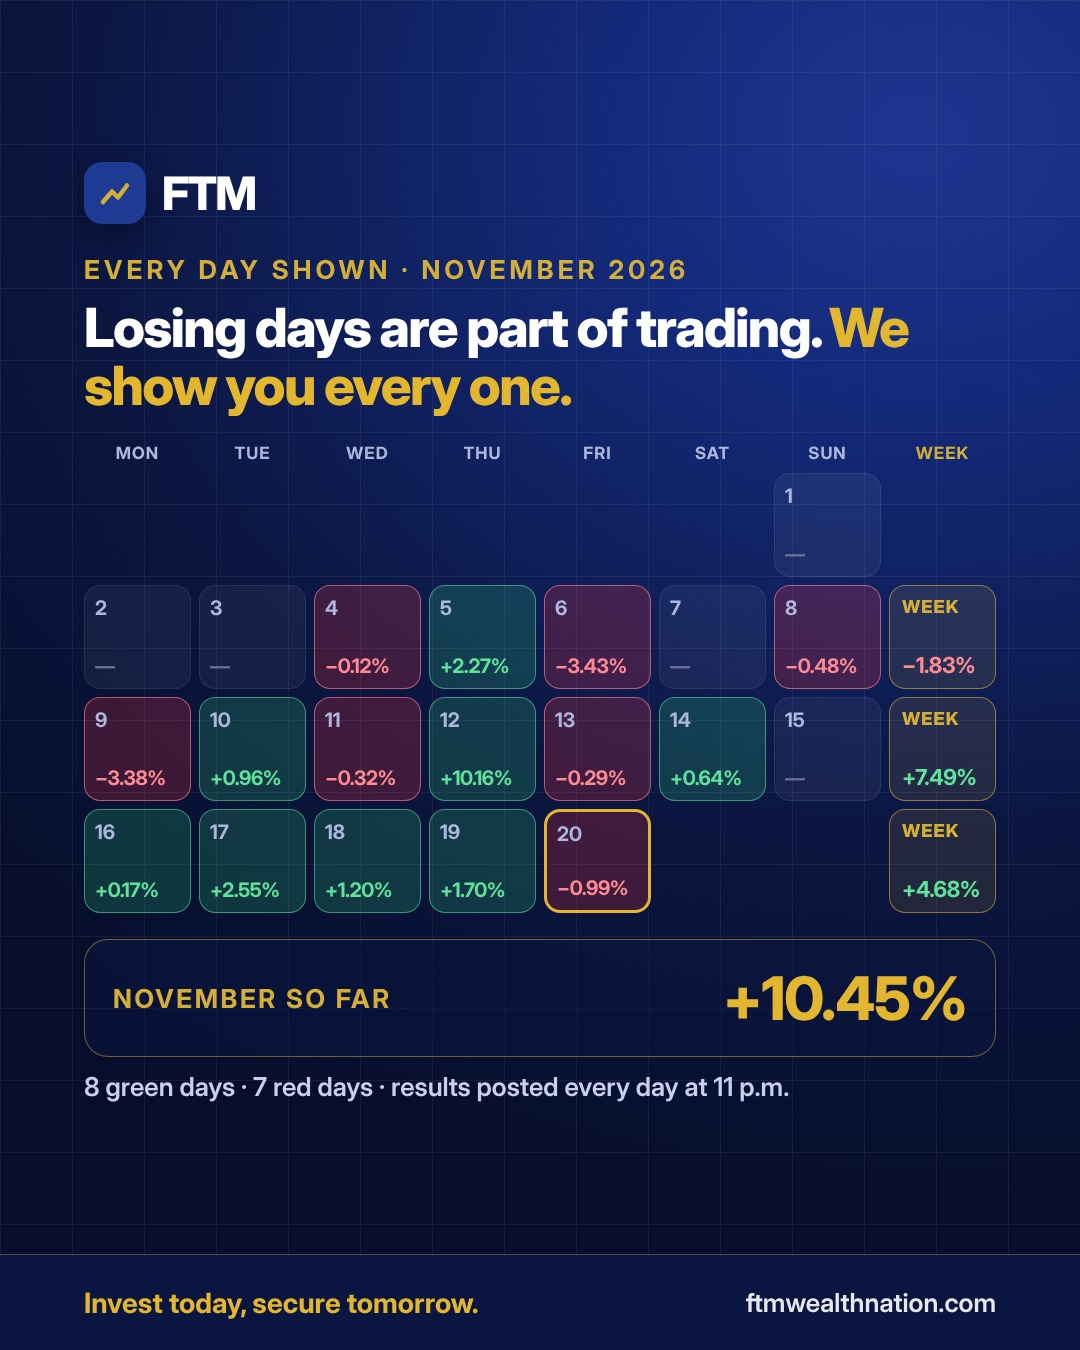 FTM
EVERY DAY SHOWN · NOVEMBER 2026
Losing days are part of trading. We
show you every one.
MON TUE WED THU FRI SAT SUN WEEK
1
—
2 3 4 5 6 7 8 WEEK
— — −0.12% +2.27% −3.43% — −0.48% −1.83%
9 10 11 12 13 14 15 WEEK
−3.38% +0.96% −0.32% +10.16% −0.29% +0.64% — +7.49%
16 17 18 19 20 WEEK
+0.17% +2.55% +1.20% +1.70% −0.99% +4.68%
NOVEMBER SO FAR +10.45%
8 green days · 7 red days · results posted every day at 11 p.m.
Invest today, secure tomorrow. ftmwealthnation.com